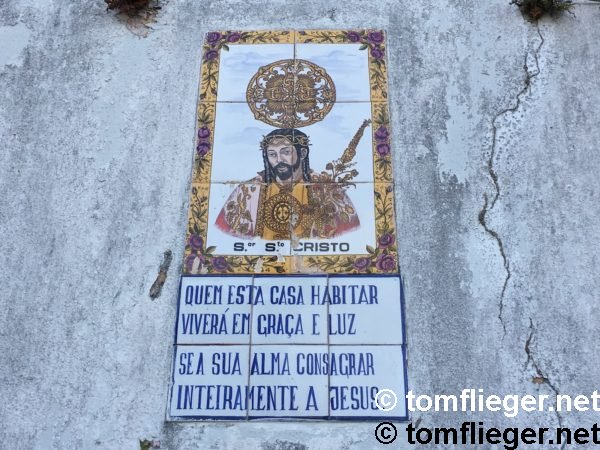 S.or S.to CRISTO
QUEM ESTA CASA HABITAR
VIVERÁ EM GRAÇA E LUZ
SE A SUA ALMA CONSAGRAR
INTEIRAMENTE A JESUS
© tomflieger.net
© tomflieger.net